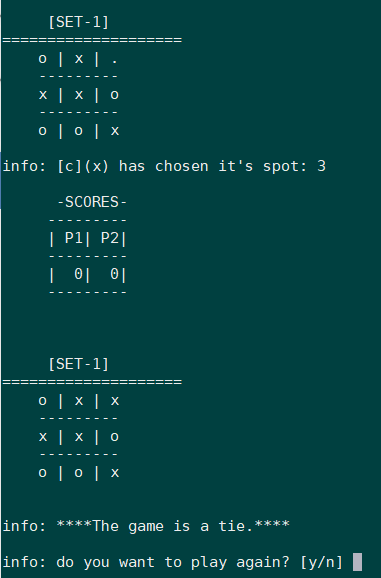 [SET-1]
====================
o | x | .
---------
x | x | o
---------
o | o | x
info: [c](x) has chosen it's spot: 3
-SCORES-
---------
| P1| P2|
---------
|  0|  0|
---------
[SET-1]
====================
o | x | x
---------
x | x | o
---------
o | o | x
info: ****The game is a tie.****
info: do you want to play again? [y/n]